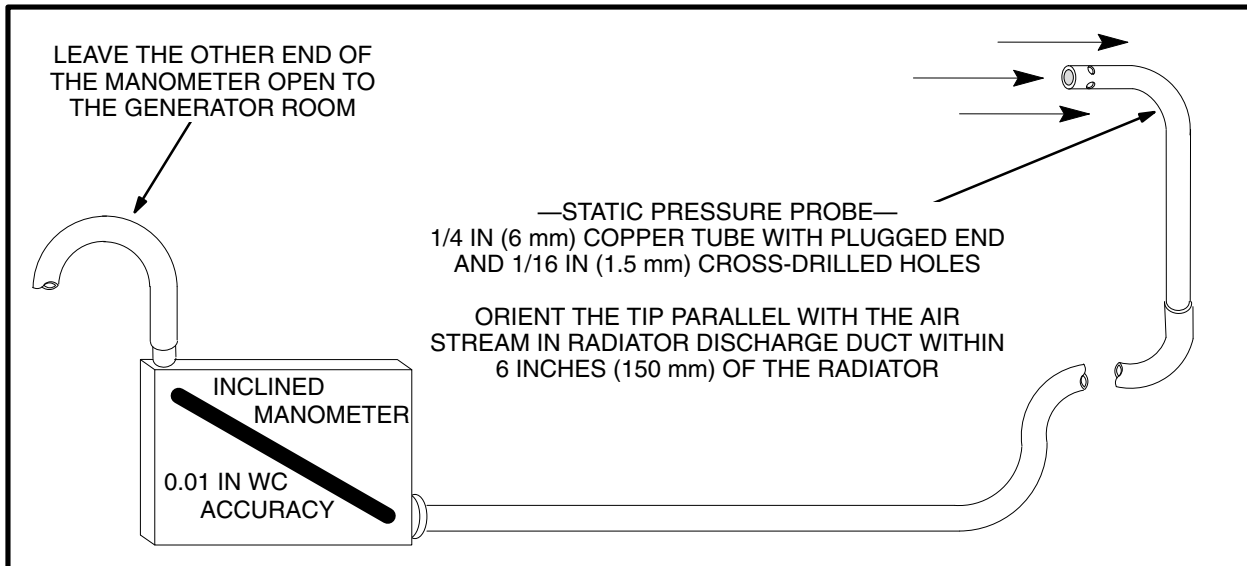 LEAVE THE OTHER END OF
THE MANOMETER OPEN TO
THE GENERATOR ROOM
—STATIC PRESSURE PROBE—
1/4 IN (6 mm) COPPER TUBE WITH PLUGGED END
AND 1/16 IN (1.5 mm) CROSS-DRILLED HOLES
ORIENT THE TIP PARALLEL WITH THE AIR
STREAM IN RADIATOR DISCHARGE DUCT WITHIN
6 INCHES (150 mm) OF THE RADIATOR
INCLINED
MANOMETER
0.01 IN WC
ACCURACY